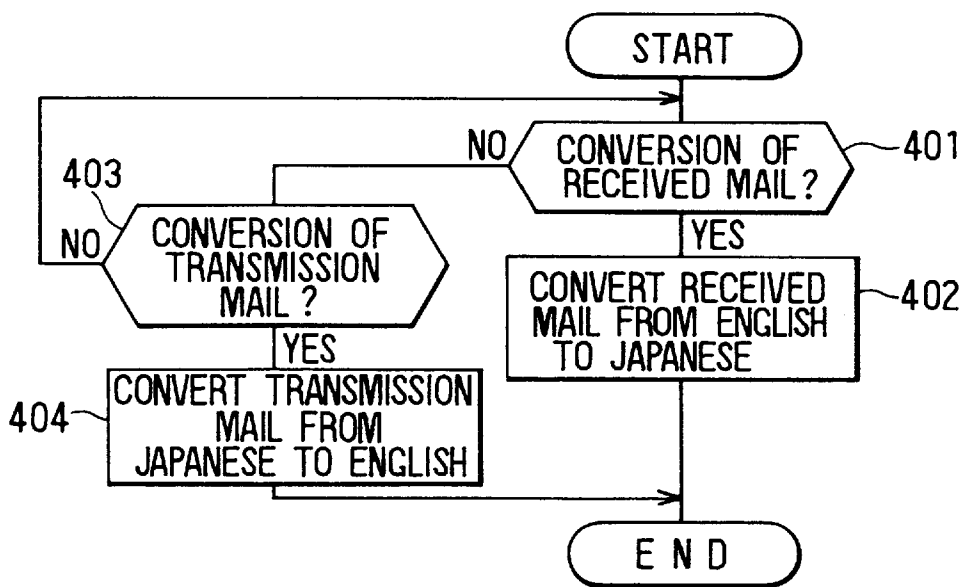 START
NO
CONVERSION OF
RECEIVED MAIL?
401
403
YES
NO
CONVERSION OF
TRANSMISSION
MAIL?
CONVERT RECEIVED
MAIL FROM ENGLISH
TO JAPANESE
402
YES
CONVERT TRANSMISSION
MAIL FROM
JAPANESE TO ENGLISH
404
END